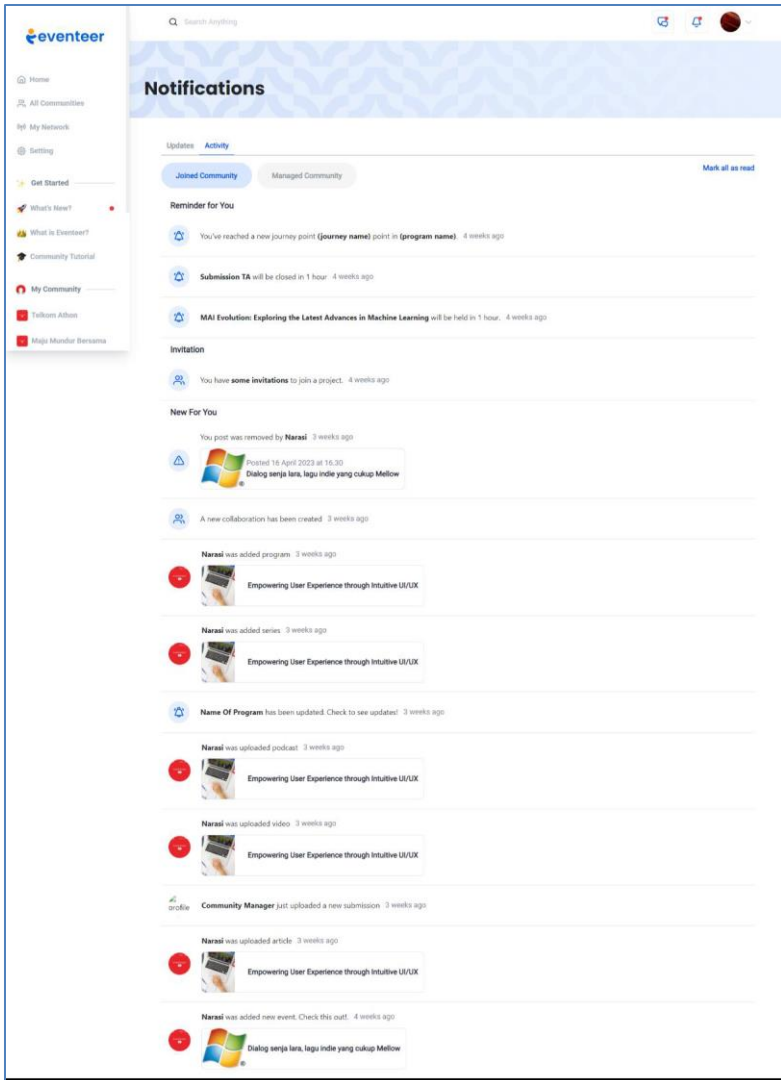 eventeer
Search Anything
Home
All Communities
My Network
Setting
Get Started
What's New?
What is Eventeer?
Community Tutorial
My Community
Telkom Athon
Maju Mundur Bersama
Notifications
Updates Activity
Joined Community Managed Community Mark all as read
Reminder for You
You've reached a new journey point (journey name) point in (program name). 4 weeks ago
Submission TA will be closed in 1 hour 4 weeks ago
MAI Evolution: Exploring the Latest Advances in Machine Learning will be held in 1 hour. 4 weeks ago
Invitation
You have some invitations to join a project. 4 weeks ago
New For You
You post was removed by Narasi 3 weeks ago
Posted 16 April 2023 at 16.30
Dialog senja lara, lagu indie yang cukup Mellow
A new collaboration has been created 3 weeks ago
Narasi was added program 3 weeks ago
Empowering User Experience through Intuitive UI/UX
Narasi was added series 3 weeks ago
Empowering User Experience through Intuitive UI/UX
Name Of Program has been updated. Check to see updates! 3 weeks ago
Narasi was uploaded podcast 3 weeks ago
Empowering User Experience through Intuitive UI/UX
Narasi was uploaded video 3 weeks ago
Empowering User Experience through Intuitive UI/UX
profile
Community Manager just uploaded a new submission 3 weeks ago
Narasi was uploaded article 3 weeks ago
Empowering User Experience through Intuitive UI/UX
Narasi was added new event. Check this out!. 4 weeks ago
Dialog senja lara, lagu indie yang cukup Mellow